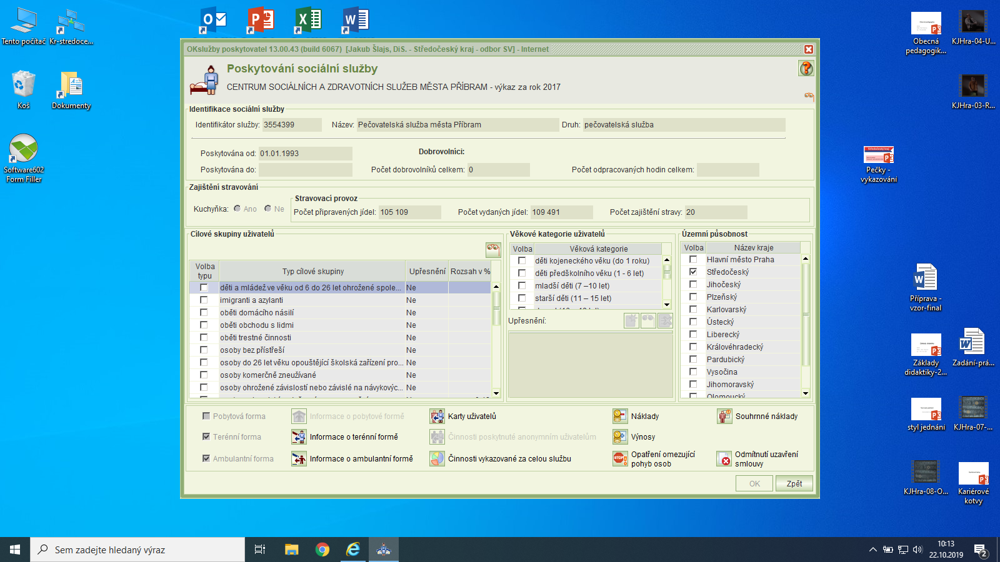 Tento počítač
Kr-stredoce...
Koš
Dokumenty
Software602
Form Filler
OKslužby poskytovatel 13.00.43 (build 6067)  [Jakub Šlajs, DiS. - Středočeský kraj - odbor SV] - Internet
Poskytování sociální služby
CENTRUM SOCIÁLNÍCH A ZDRAVOTNÍCH SLUŽEB MĚSTA PŘÍBRAM - výkaz za rok 2017
Identifikace sociální služby
Identifikátor služby: 3554399 Název: Pečovatelská služba města Příbram Druh: pečovatelská služba
Poskytována od: 01.01.1993 Dobrovolníci:
Poskytována do: Počet dobrovolníků celkem: 0 Počet odpracovaných hodin celkem:
Zajištění stravování
Kuchyňka: Ano Ne
Stravovací provoz
Počet připravených jídel: 105 109 Počet vydaných jídel: 109 491 Počet zajištění stravy: 20
Cílové skupiny uživatelů
Volba typu Typ cílové skupiny Upřesnění Rozsah v %
děti a mládež ve věku od 6 do 26 let ohrožené spole... Ne
imigranti a azylanti Ne
oběti domácího násilí Ne
oběti obchodu s lidmi Ne
oběti trestné činnosti Ne
osoby bez přístřeší Ne
osoby do 26 let věku opouštějící školská zařízení pro... Ne
osoby komerčně zneužívané Ne
osoby ohrožené závislostí nebo závislé na návykovýc... Ne
Věkové kategorie uživatelů
Volba Věková kategorie
děti kojeneckého věku (do 1 roku)
děti předškolního věku (1 - 6 let)
mladší děti (7 –10 let)
starší děti (11 – 15 let)
Upřesnění:
Územní působnost
Volba Název kraje
Hlavní město Praha
Středočeský
Jihočeský
Plzeňský
Karlovarský
Ústecký
Liberecký
Královéhradecký
Pardubický
Vysočina
Jihomoravský
Olomoucký
Pobytová forma Informace o pobytové formě Karty uživatelů Náklady Souhrnné náklady
Terénní forma Informace o terénní formě Činnosti poskytnuté anonymním uživatelům Výnosy
Ambulantní forma Informace o ambulantní formě Činnosti vykazované za celou službu Opatření omezující pohyb osob Odmítnutí uzavření smlouvy
OK Zpět
Obecná
pedagogik...
KJHra-04-U...
KJHra-03-R...
Středočeský kraj
Pečky -
vykazování
Příprava -
vzor-final
Základy
didaktiky-2...
Zadání-prá...
styl jednání
KJHra-07-...
KJHra-08-O...
Kariérové
kotvy
Sem zadejte hledaný výraz
10:13
22.10.2019
2